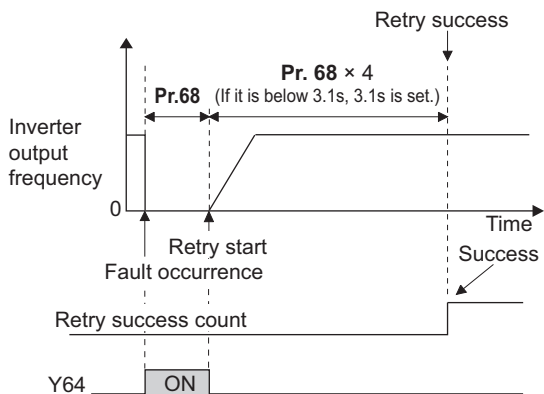 Retry success
Pr. 68 × 4
Pr.68
(If it is below 3.1s, 3.1s is set.)
Inverter
output
frequency
0
Time
Retry start
Fault occurrence
Success
Retry success count
Y64
ON